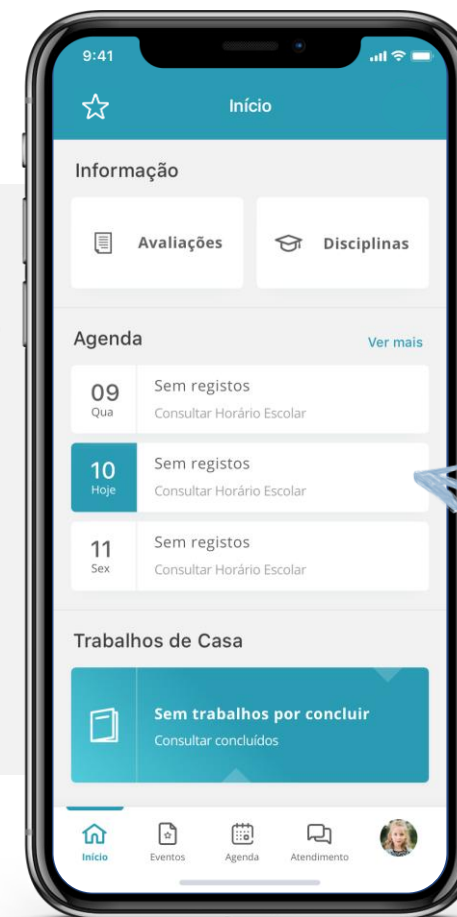 9:41
Início
Informação
Avaliações
Disciplinas
Agenda
Ver mais
09
Qua
Sem registos
Consultar Horário Escolar
10
Hoje
Sem registos
Consultar Horário Escolar
11
Sex
Sem registos
Consultar Horário Escolar
Trabalhos de Casa
Sem trabalhos por concluir
Consultar concluídos
Início
Eventos
Agenda
Atendimento